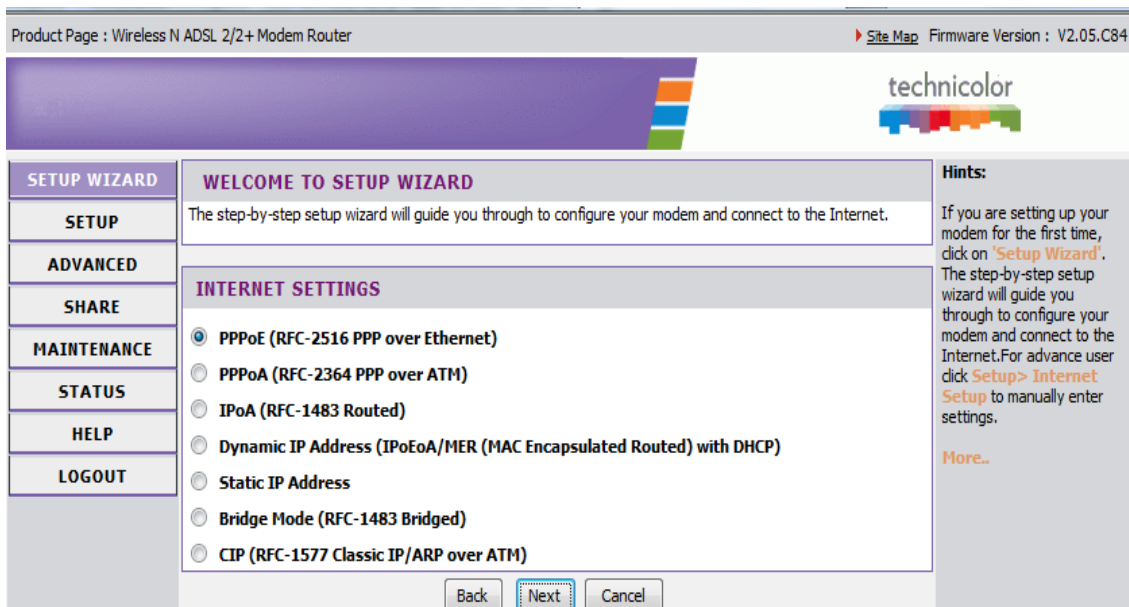 Product Page : Wireless N ADSL 2/2+ Modem Router
Site Map Firmware Version : V2.05.C84
technicolor
SETUP WIZARD
SETUP
ADVANCED
SHARE
MAINTENANCE
STATUS
HELP
LOGOUT
WELCOME TO SETUP WIZARD
The step-by-step setup wizard will guide you through to configure your modem and connect to the Internet.
INTERNET SETTINGS
PPPoE (RFC-2516 PPP over Ethernet)
PPPoA (RFC-2364 PPP over ATM)
IPoA (RFC-1483 Routed)
Dynamic IP Address (IPoEoA/MER (MAC Encapsulated Routed) with DHCP)
Static IP Address
Bridge Mode (RFC-1483 Bridged)
CIP (RFC-1577 Classic IP/ARP over ATM)
Back Next Cancel
Hints:
If you are setting up your
modem for the first time,
click on 'Setup Wizard'.
The step-by-step setup
wizard will guide you
through to configure your
modem and connect to the
Internet.For advance user
click Setup> Internet
Setup to manually enter
settings.
More..